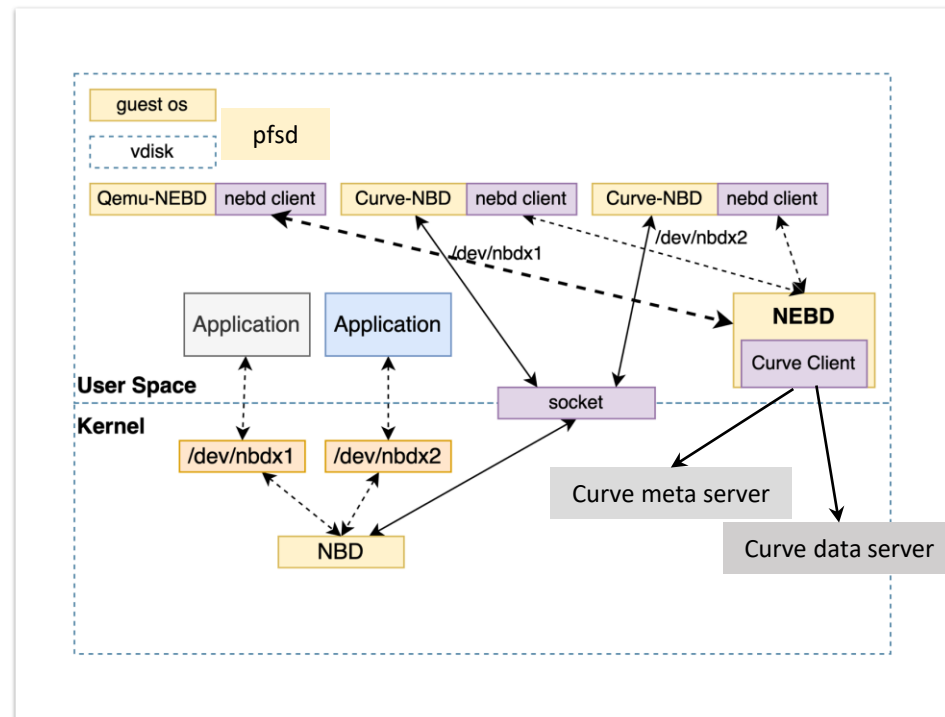 guest os
pfsd
vdisk
Qemu-NEBD
nebd client
Curve-NBD
nebd client
Curve-NBD
nebd client
/dev/nbdx1
/dev/nbdx2
Application
Application
NEBD
Curve Client
User Space
socket
Kernel
/dev/nbdx1
/dev/nbdx2
Curve meta server
NBD
Curve data server